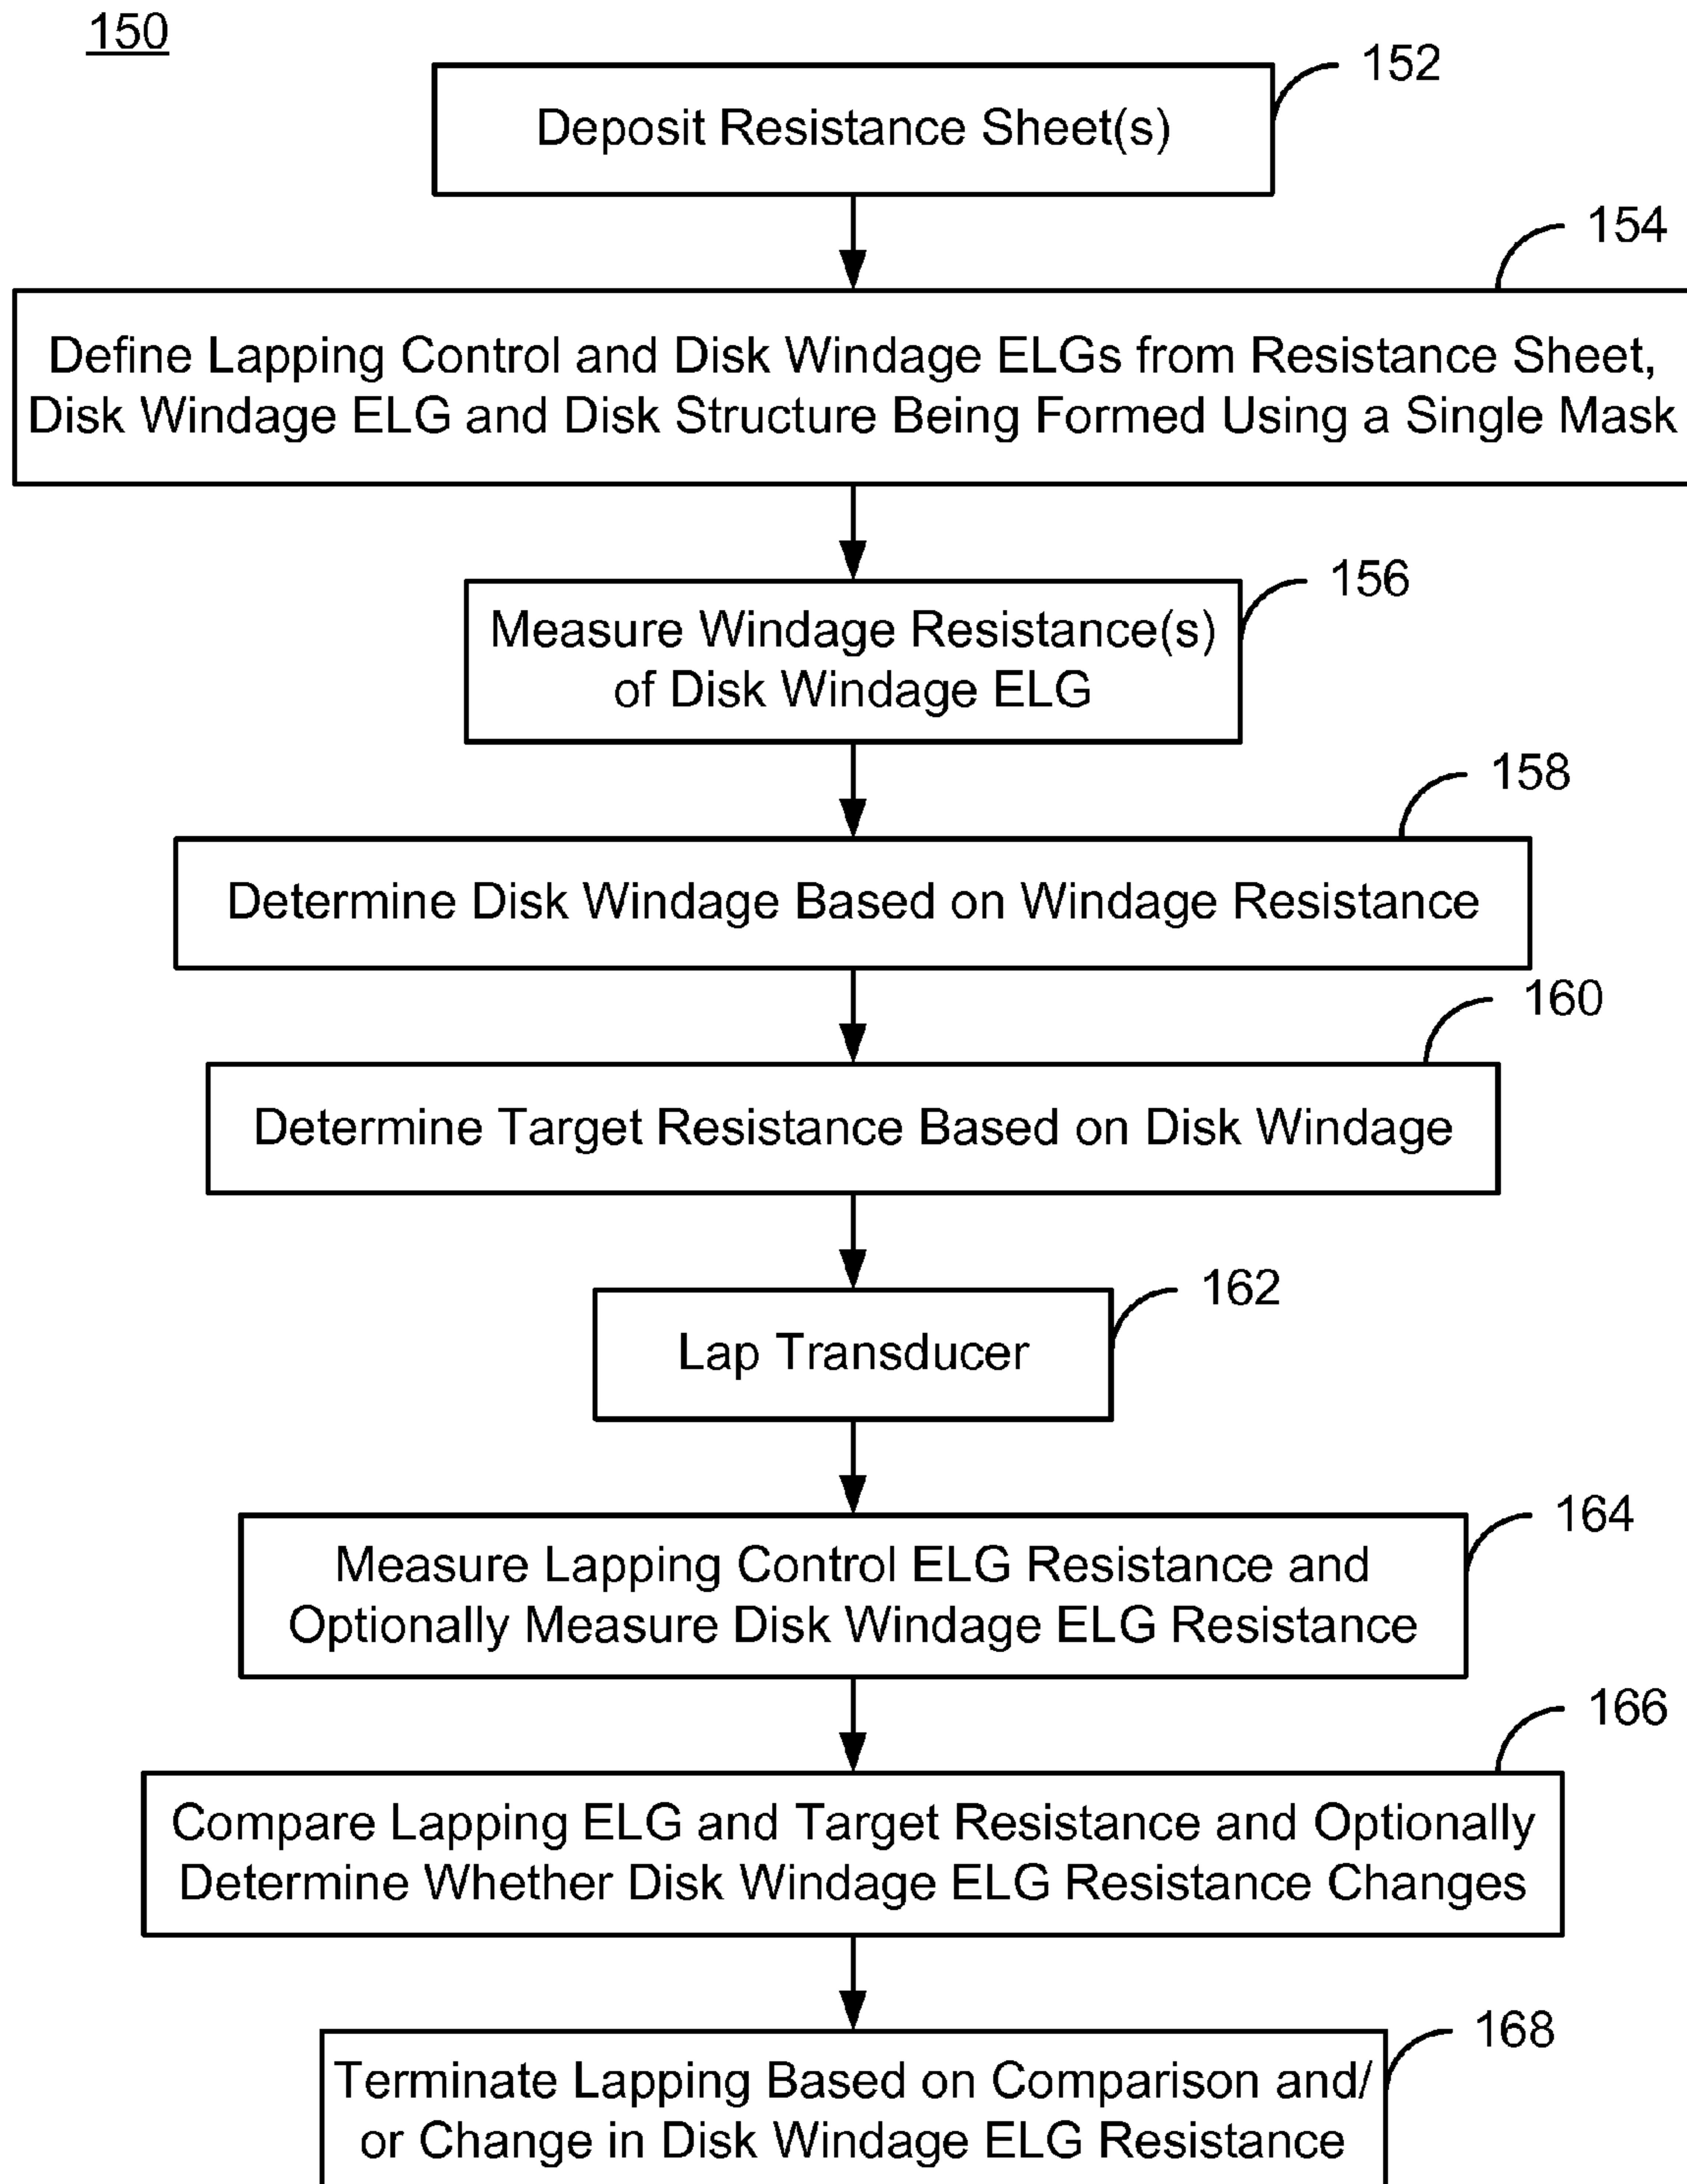 150
152
Deposit Resistance Sheet(s)
154
Define Lapping Control and Disk Windage ELGs from Resistance Sheet,
Disk Windage ELG and Disk Structure Being Formed Using a Single Mask
156
Measure Windage Resistance(s)
of Disk Windage ELG
158
Determine Disk Windage Based on Windage Resistance
160
Determine Target Resistance Based on Disk Windage
162
Lap Transducer
164
Measure Lapping Control ELG Resistance and
Optionally Measure Disk Windage ELG Resistance
166
Compare Lapping ELG and Target Resistance and Optionally
Determine Whether Disk Windage ELG Resistance Changes
168
Terminate Lapping Based on Comparison and/
or Change in Disk Windage ELG Resistance